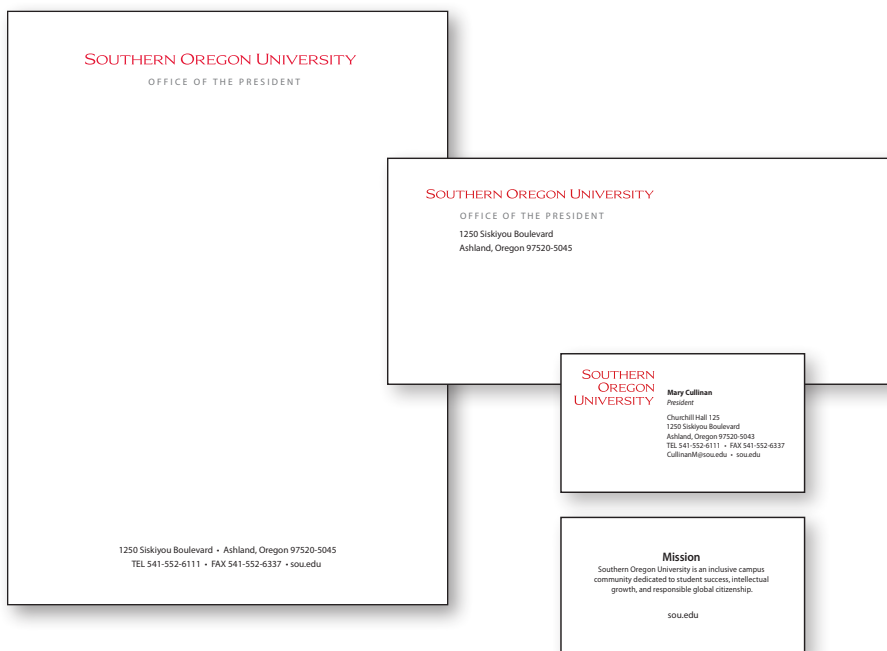 SOUTHERN OREGON UNIVERSITY
OFFICE OF THE PRESIDENT
1250 Siskiyou Boulevard • Ashland, Oregon 97520-5045
TEL 541-552-6111 • FAX 541-552-6337 • sou.edu
SOUTHERN OREGON UNIVERSITY
OFFICE OF THE PRESIDENT
1250 Siskiyou Boulevard
Ashland, Oregon 97520-5045
SOUTHERN
OREGON
UNIVERSITY
Mary Cullinan
President
Churchill Hall 125
1250 Siskiyou Boulevard
Ashland, Oregon 97520-5043
TEL 541-552-6111 • FAX 541-552-6337
CullinanM@sou.edu • sou.edu
Mission
Southern Oregon University is an inclusive campus
community dedicated to student success, intellectual
growth, and responsible global citizenship.
sou.edu